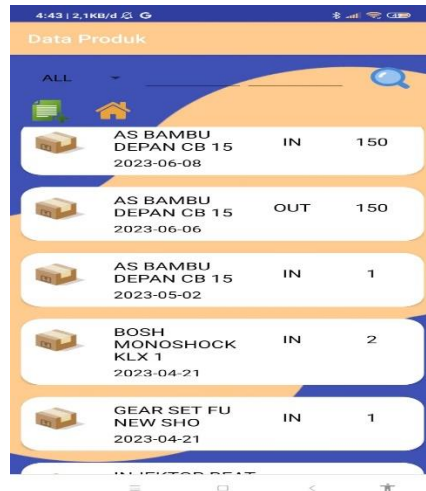 4:43 | 2,1KB/d
Data Produk
ALL
AS BAMBU
DEPAN CB 15
IN
150
2023-06-08
AS BAMBU
DEPAN CB 15
OUT
150
2023-06-06
AS BAMBU
DEPAN CB 15
IN
1
2023-05-02
BOSH
MONOSHOCK
KLX 1
IN
2
2023-04-21
GEAR SET FU
NEW SHO
IN
1
2023-04-21